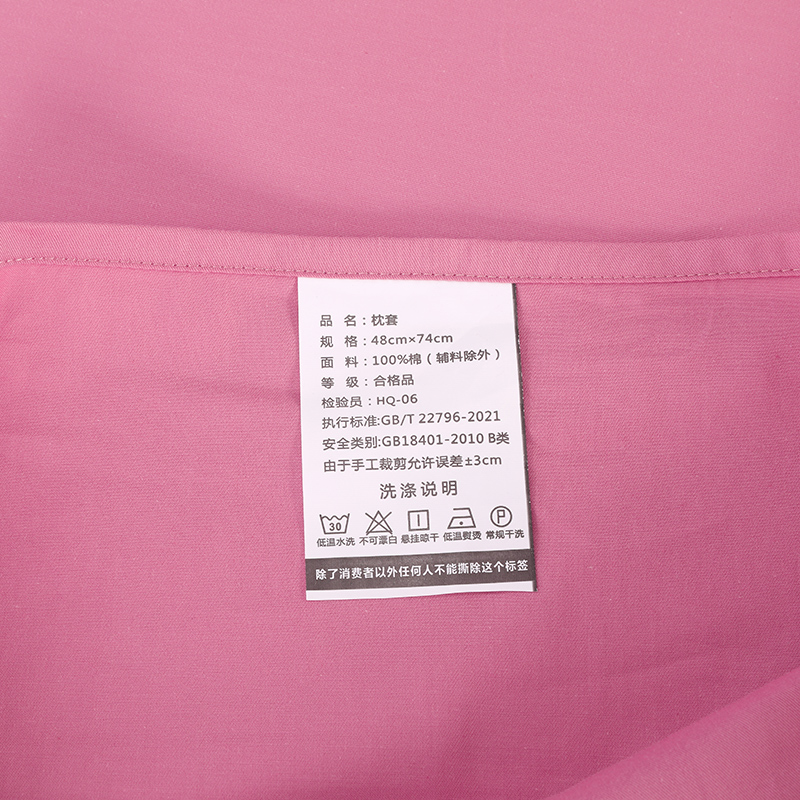 品 名：枕套
规 格：48cm×74cm
面 料：100%棉（辅料除外）
等 级：合格品
检验员：HQ-06
执行标准:GB/T 22796-2021
安全类别:GB18401-2010 B类
由于手工裁剪允许误差±3cm
洗涤说明
30 P
低温水洗 不可漂白 悬挂晾干 低温熨烫 常规干洗
除了消费者以外任何人不能撕除这个标签